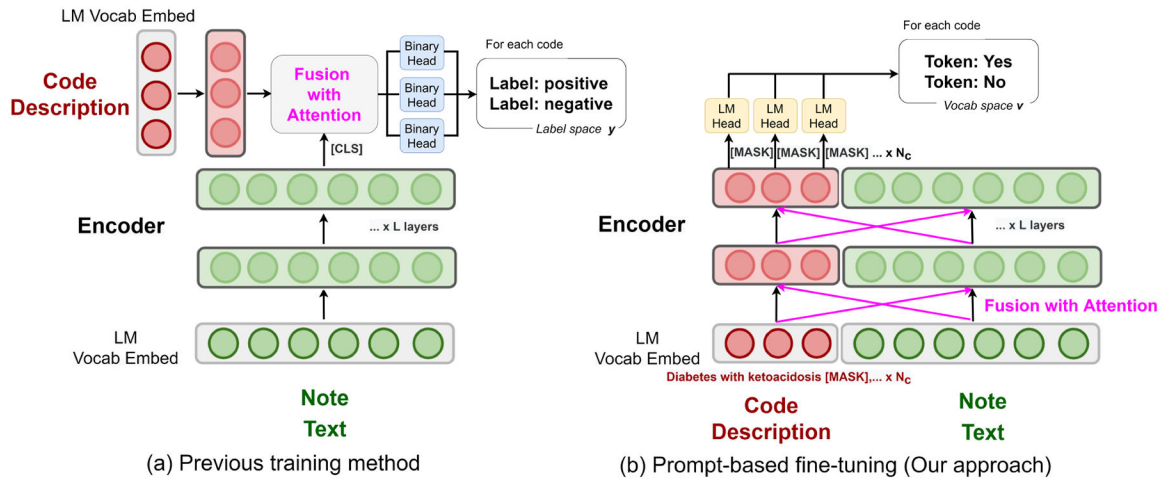 LM Vocab Embed
Code
Description
Fusion
with
Attention
Binary
Head
Binary
Head
Binary
Head
For each code
Label: positive
Label: negative
Label space y
[CLS]
Encoder
... x L layers
LM
Vocab Embed
Note
Text
(a) Previous training method
For each code
Token: Yes
Token: No
Vocab space v
LM
Head
LM
Head
LM
Head
[MASK] [MASK] [MASK] ... x Nc
Encoder
... x L layers
Fusion with Attention
LM
Vocab Embed
Diabetes with ketoacidosis [MASK],... x Nc
Code
Description
Note
Text
(b) Prompt-based fine-tuning (Our approach)